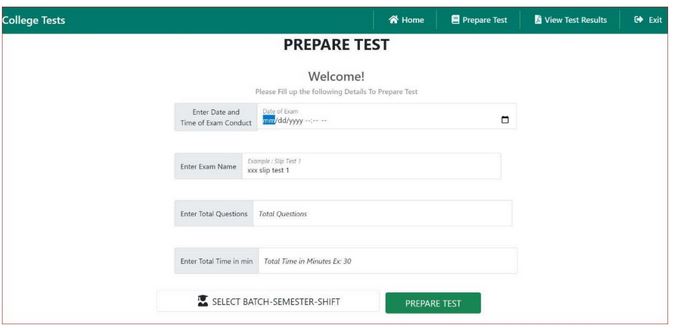 College Tests
Home
Prepare Test
View Test Results
Exit
PREPARE TEST
Welcome!
Please Fill up the following Details To Prepare Test
Enter Date and
Time of Exam Conduct
Date of Exam
mm/dd/yyyy --:-- --
Enter Exam Name
Example : Slip Test 1
xxx slip test 1
Enter Total Questions
Total Questions
Enter Total Time in min
Total Time in Minutes Ex: 30
SELECT BATCH-SEMESTER-SHIFT
PREPARE TEST